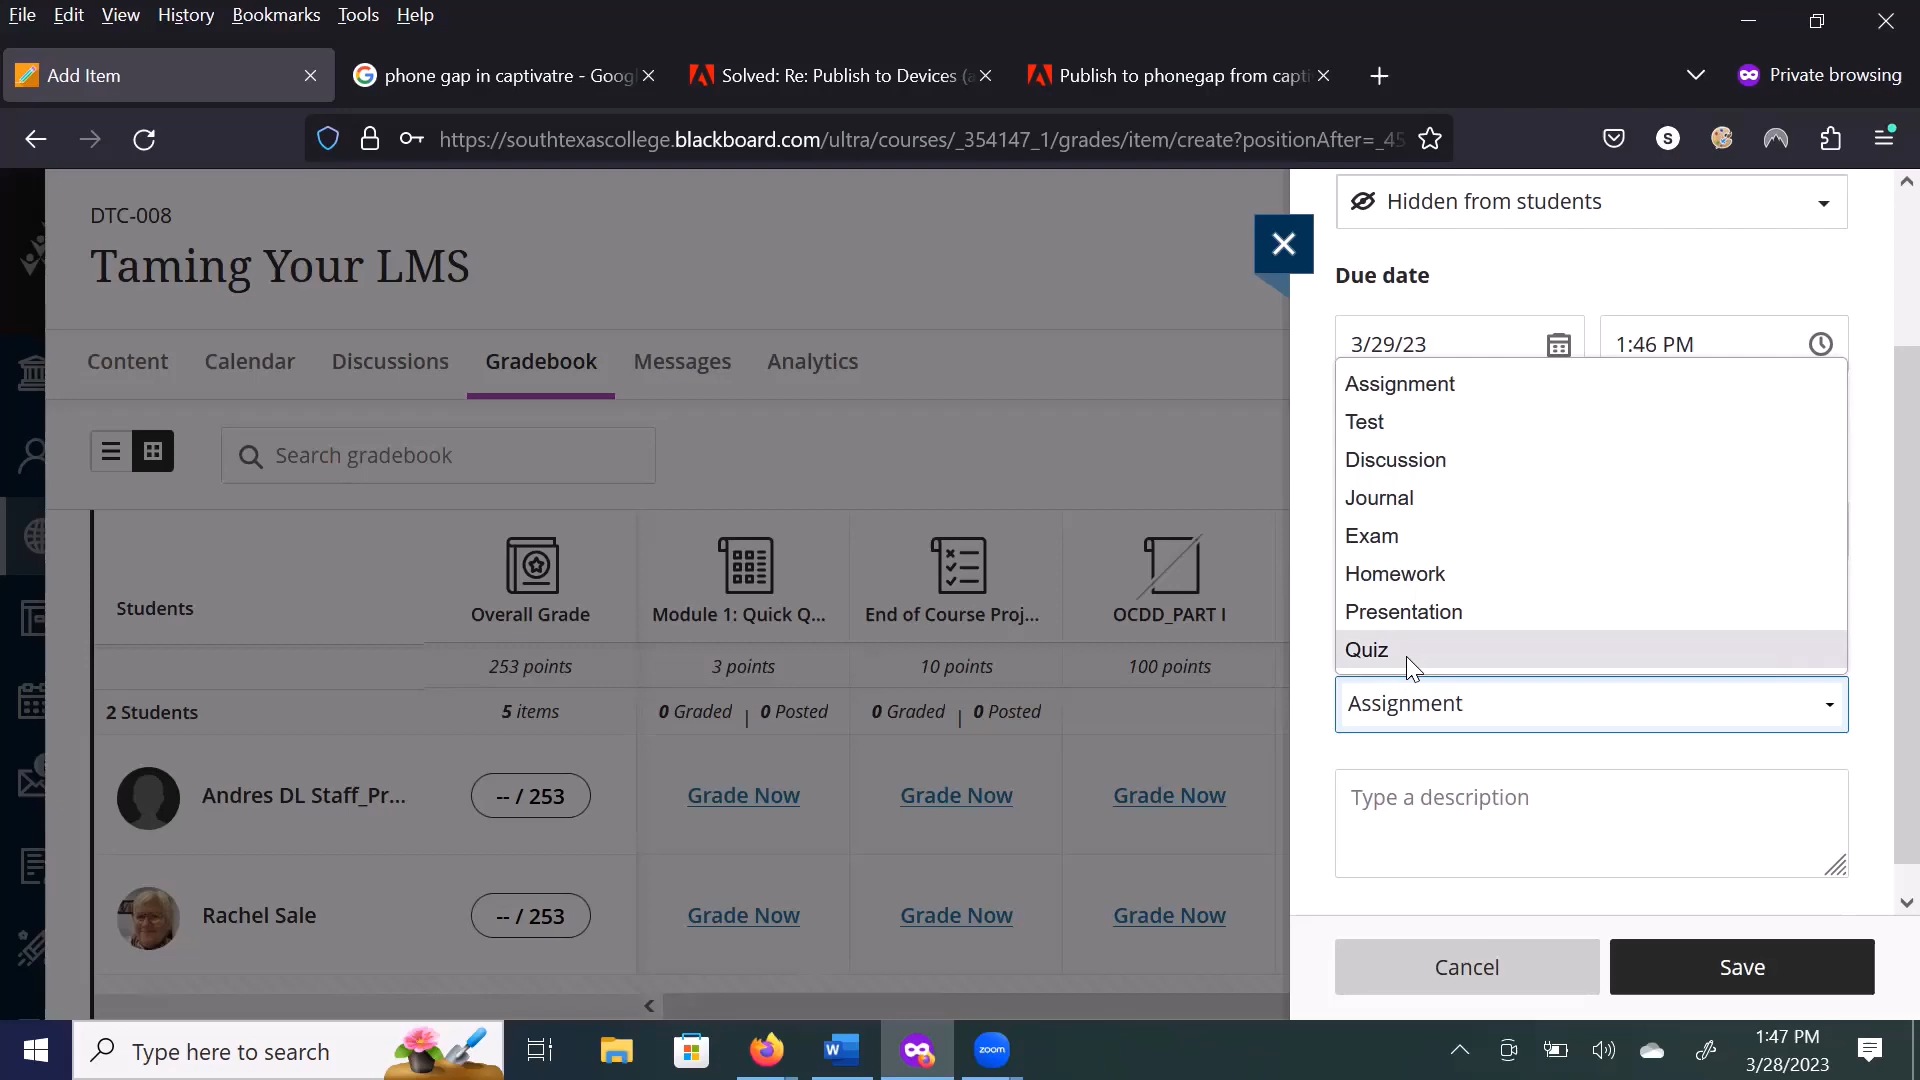 File Edit View History Bookmarks Tools Help
Add Item
phone gap in captivatre - Goog
Solved: Re: Publish to Devices (a
Publish to phonegap from capti
Private browsing
https://southtexascollege.blackboard.com/ultra/courses/_354147_1/grades/item/create?positionAfter=_45
DTC-008
Taming Your LMS
Content Calendar Discussions Gradebook Messages Analytics
Search gradebook
Students
Overall Grade
Module 1: Quick Q...
End of Course Proj...
OCDD_PART I
253 points
3 points
10 points
100 points
2 Students
5 items
0 Graded | 0 Posted
0 Graded | 0 Posted
Andres DL Staff_Pr...
-- / 253
Grade Now
Grade Now
Grade Now
Rachel Sale
-- / 253
Grade Now
Grade Now
Grade Now
Hidden from students
Due date
3/29/23
1:46 PM
Assignment
Test
Discussion
Journal
Exam
Homework
Presentation
Quiz
Assignment
Type a description
Cancel
Save
Type here to search
W
zoom
1:47 PM
3/28/2023